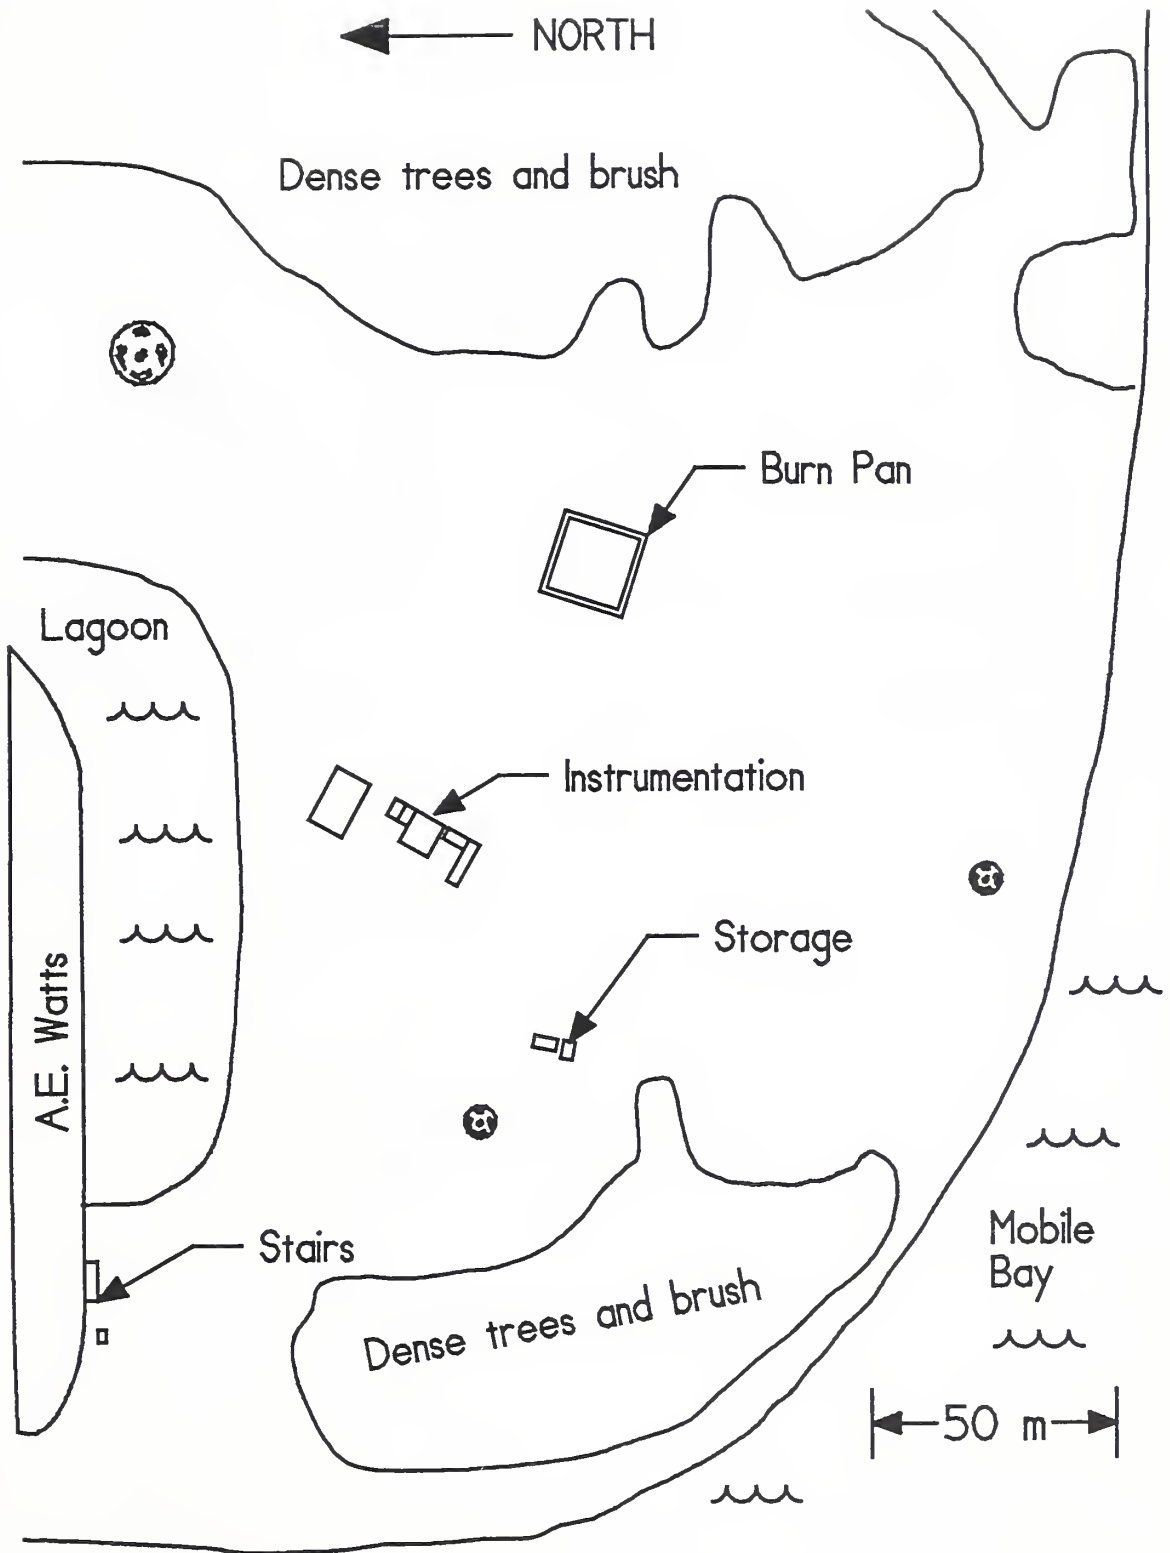 NORTH
Dense trees and brush
Burn Pan
Lagoon
Instrumentation
Storage
A.E. Watts
Stairs
Mobile
Bay
Dense trees and brush
50 m